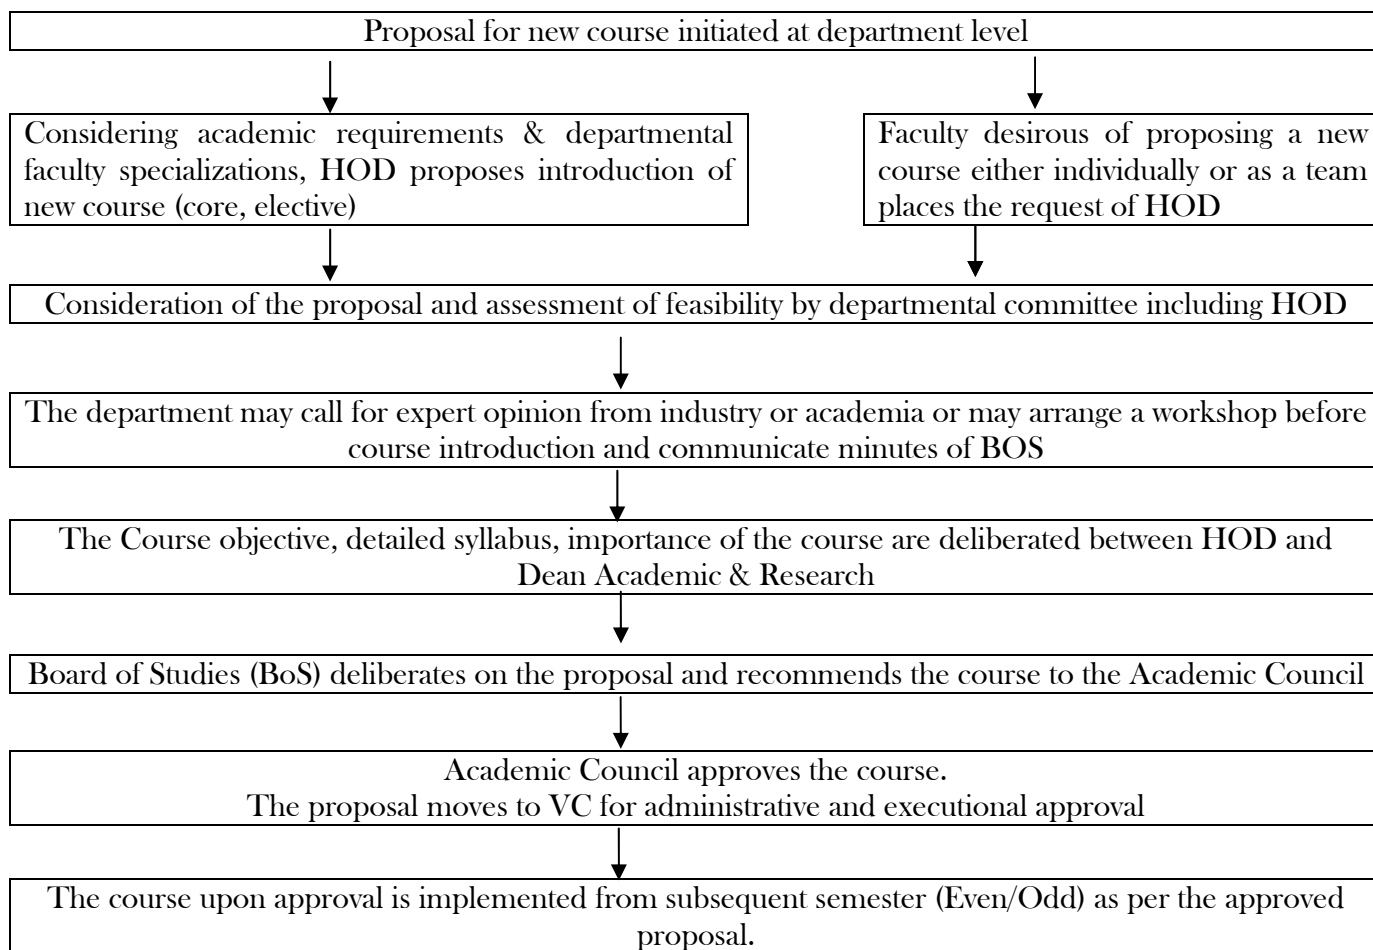 Proposal for new course initiated at department level
Considering academic requirements & departmental
faculty specializations, HOD proposes introduction of
new course (core, elective)
Faculty desirous of proposing a new
course either individually or as a team
places the request of HOD
Consideration of the proposal and assessment of feasibility by departmental committee including HOD
The department may call for expert opinion from industry or academia or may arrange a workshop before
course introduction and communicate minutes of BOS
The Course objective, detailed syllabus, importance of the course are deliberated between HOD and
Dean Academic & Research
Board of Studies (BoS) deliberates on the proposal and recommends the course to the Academic Council
Academic Council approves the course.
The proposal moves to VC for administrative and executional approval
The course upon approval is implemented from subsequent semester (Even/Odd) as per the approved
proposal.